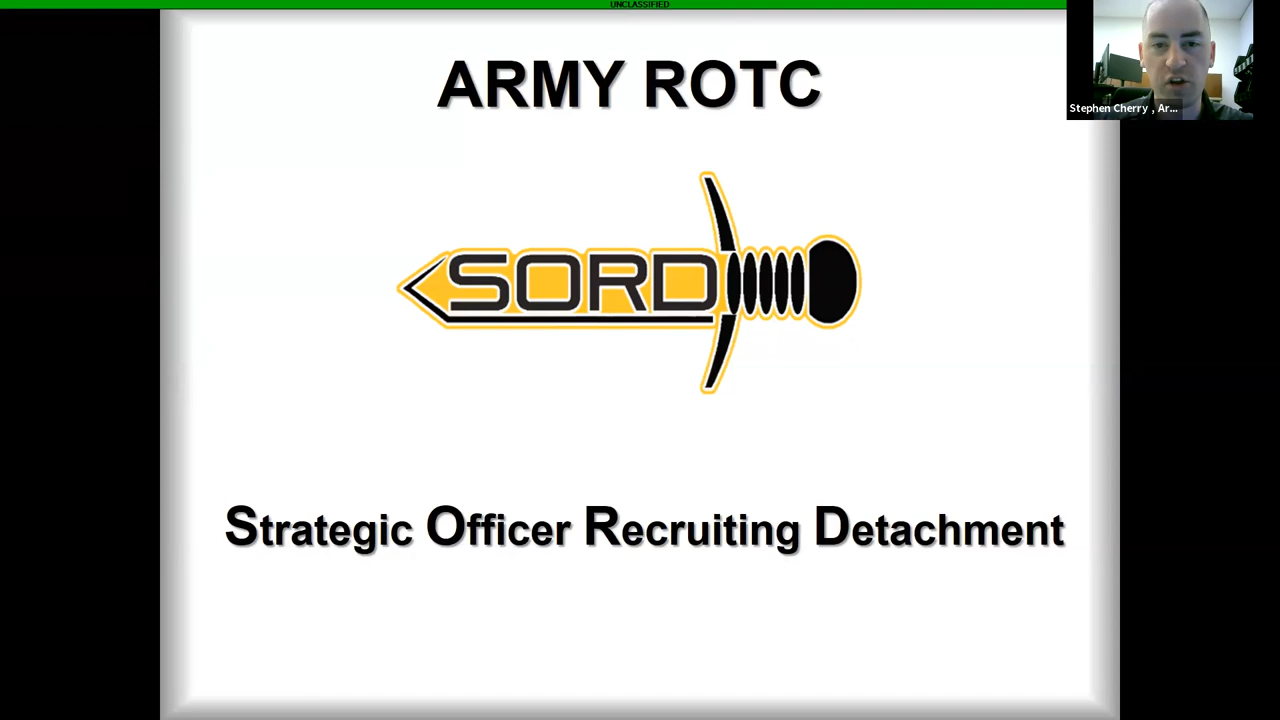 UNCLASSIFIED
Stephen Cherry , Ar...
ARMY ROTC
SORD
Strategic Officer Recruiting Detachment